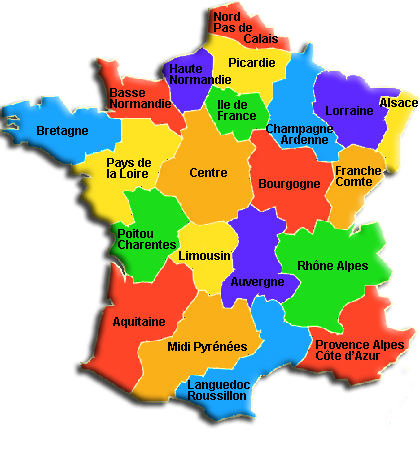 Nord
Pas de
Calais
Picardie
Haute
Normandie
Basse
Normandie
Ile de
France
Champagne
Ardenne
Lorraine
Alsace
Bretagne
Pays de
la Loire
Centre
Bourgogne
Franche
Comte
Poitou
Charentes
Limousin
Auvergne
Rhône Alpes
Aquitaine
Midi Pyrénées
Languedoc
Roussillon
Provence Alpes
Côte d'Azur